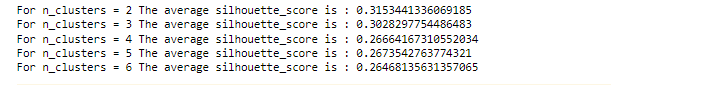 For n_clusters = 2 The average silhouette_score is : 0.3153441336069185
For n_clusters = 3 The average silhouette_score is : 0.3028297754486483
For n_clusters = 4 The average silhouette_score is : 0.26664167310552034
For n_clusters = 5 The average silhouette_score is : 0.2673542763774321
For n_clusters = 6 The average silhouette_score is : 0.26468135631357065